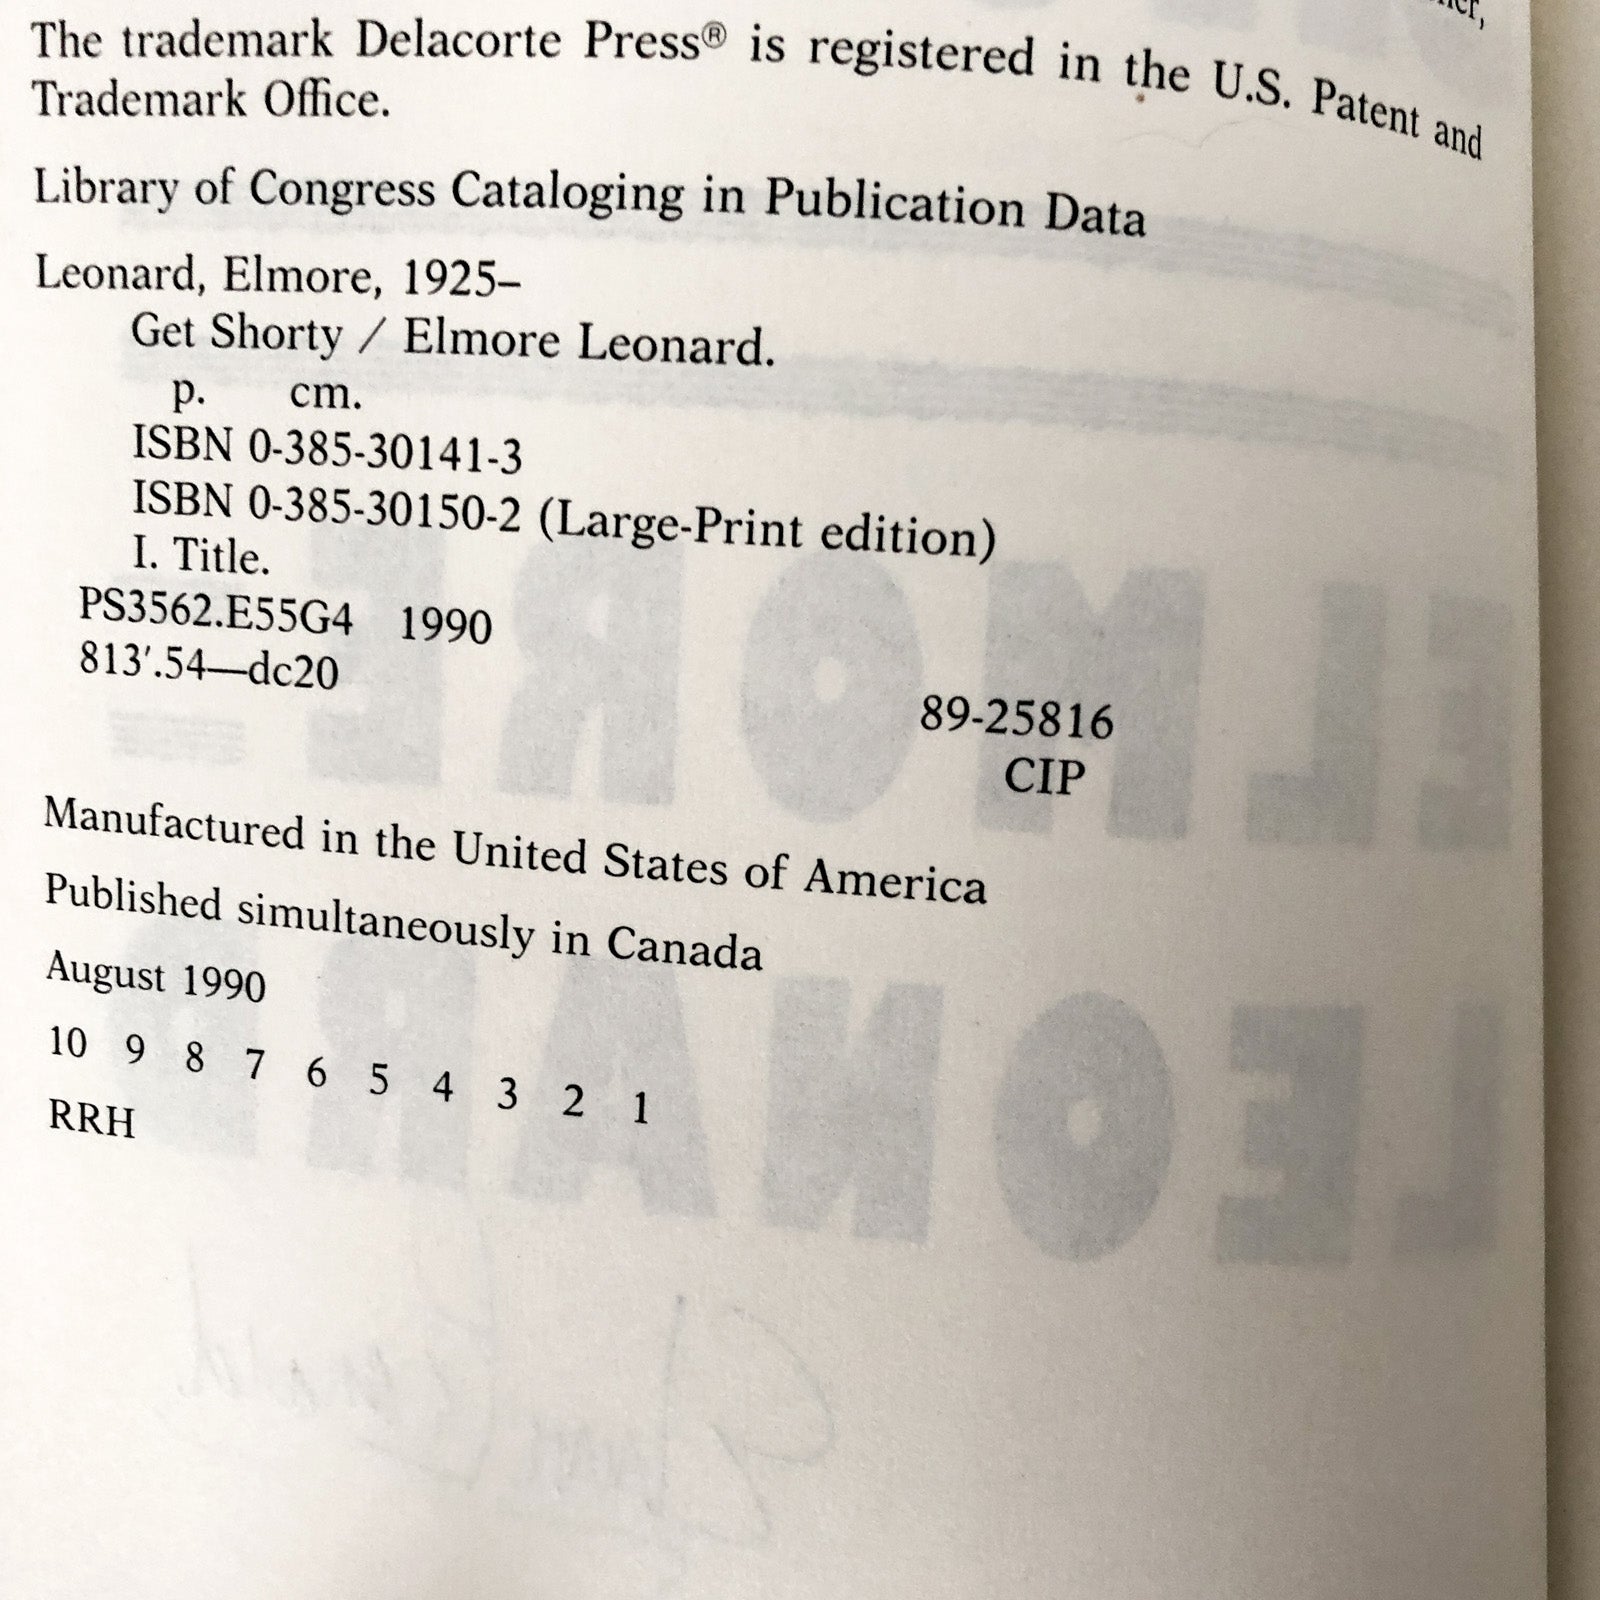 The trademark Delacorte Press® is registered in the U.S. Patent and
Trademark Office.
Library of Congress Cataloging in Publication Data
Leonard, Elmore, 1925–
Get Shorty / Elmore Leonard.
p. cm.
ISBN 0-385-30141-3
ISBN 0-385-30150-2 (Large-Print edition)
I. Title.
PS3562.E55G4 1990
813′.54—dc20
89-25816
CIP
Manufactured in the United States of America
Published simultaneously in Canada
August 1990
10 9 8 7 6 5 4 3 2 1
RRH
ELMORE
LEONARD